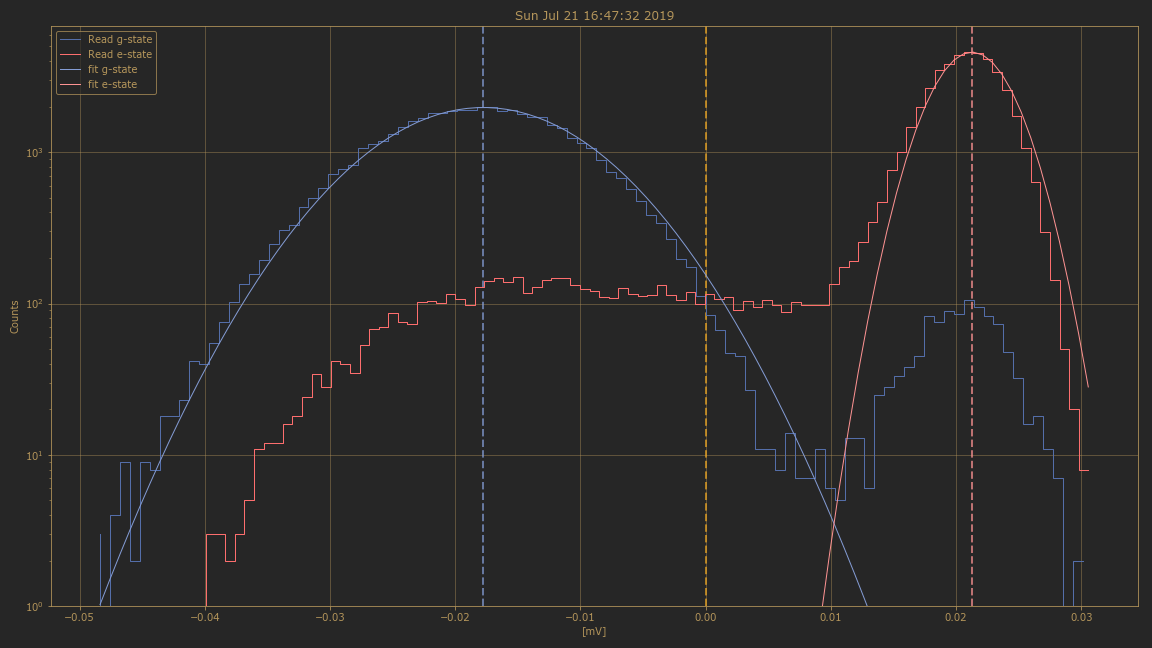 Sun Jul 21 16:47:32 2019
Read g-state
Read e-state
fit g-state
fit e-state
Counts
10³
10²
10¹
10⁰
−0.05 −0.04 −0.03 −0.02 −0.01 0.00 0.01 0.02 0.03
[mV]